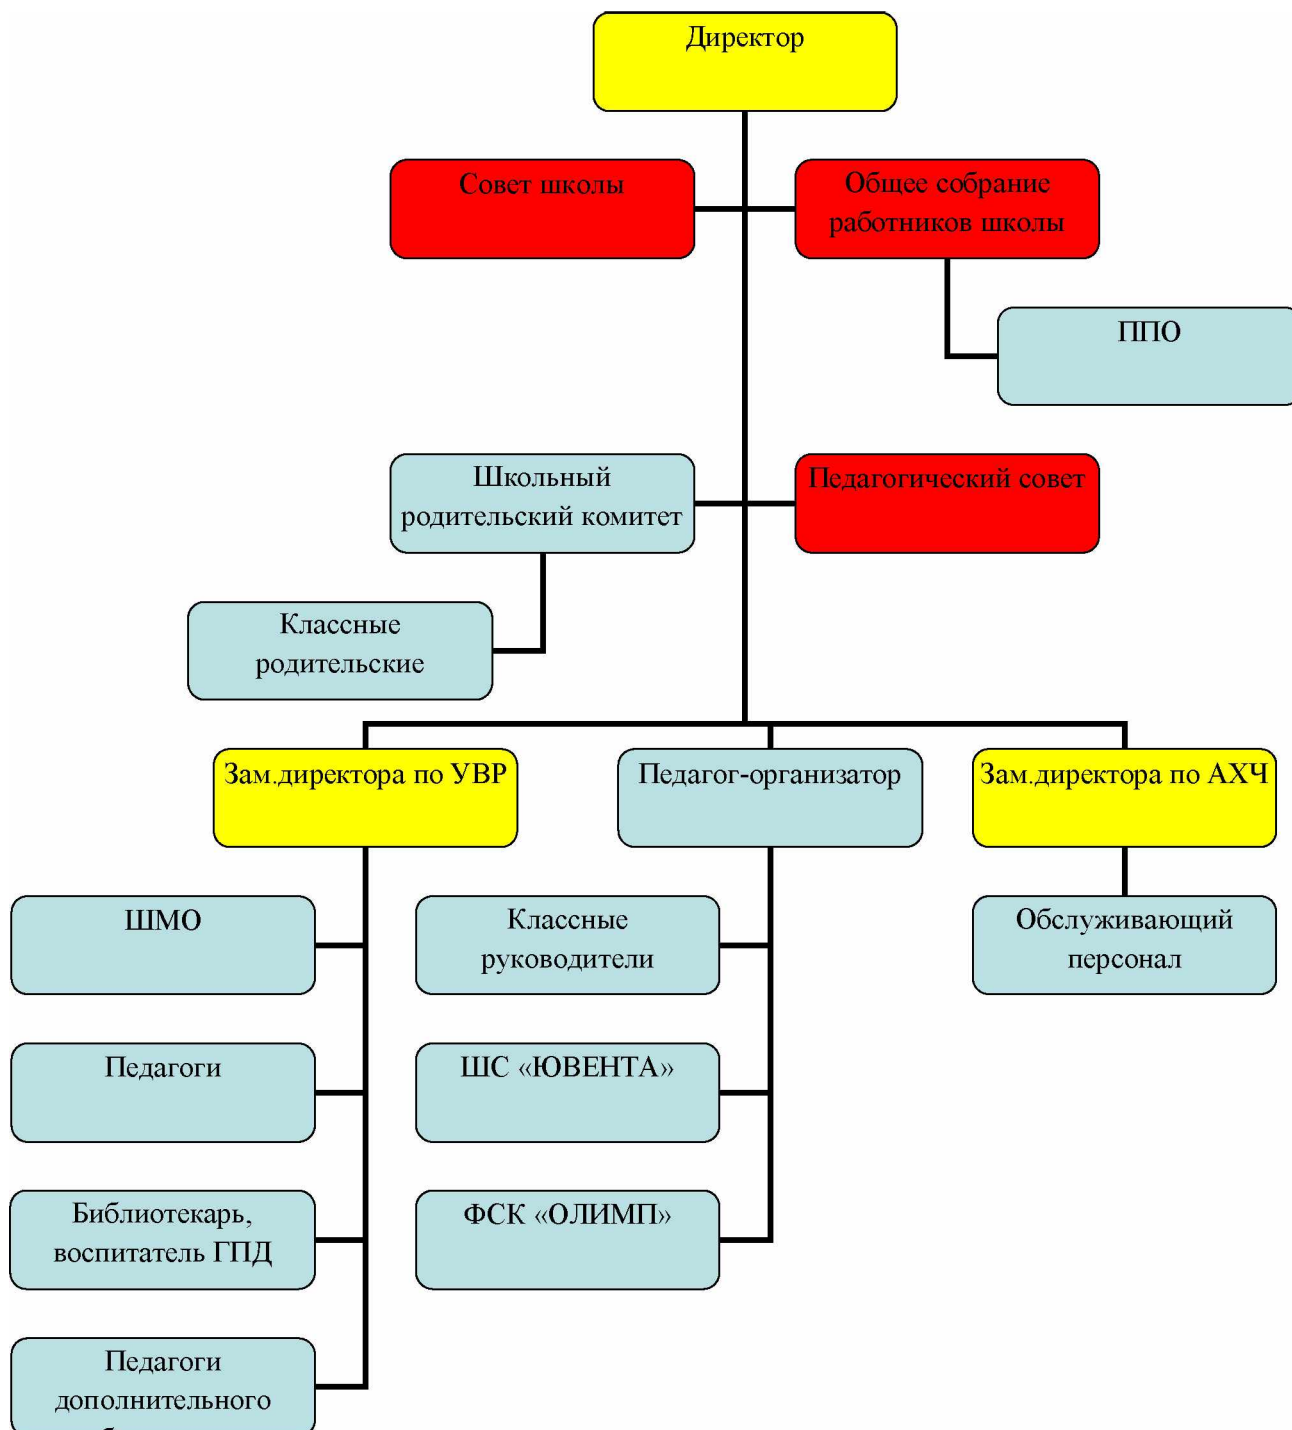 Директор
Совет школы
Общее собрание
работников школы
ППО
Школьный
родительский комитет
Педагогический совет
Классные
родительские
Зам.директора по УВР
Педагог-организатор
Зам.директора по АХЧ
ШМО
Классные
руководители
Обслуживающий
персонал
Педагоги
ШС «ЮВЕНТА»
Библиотекарь,
воспитатель ГПД
ФСК «ОЛИМП»
Педагоги
дополнительного